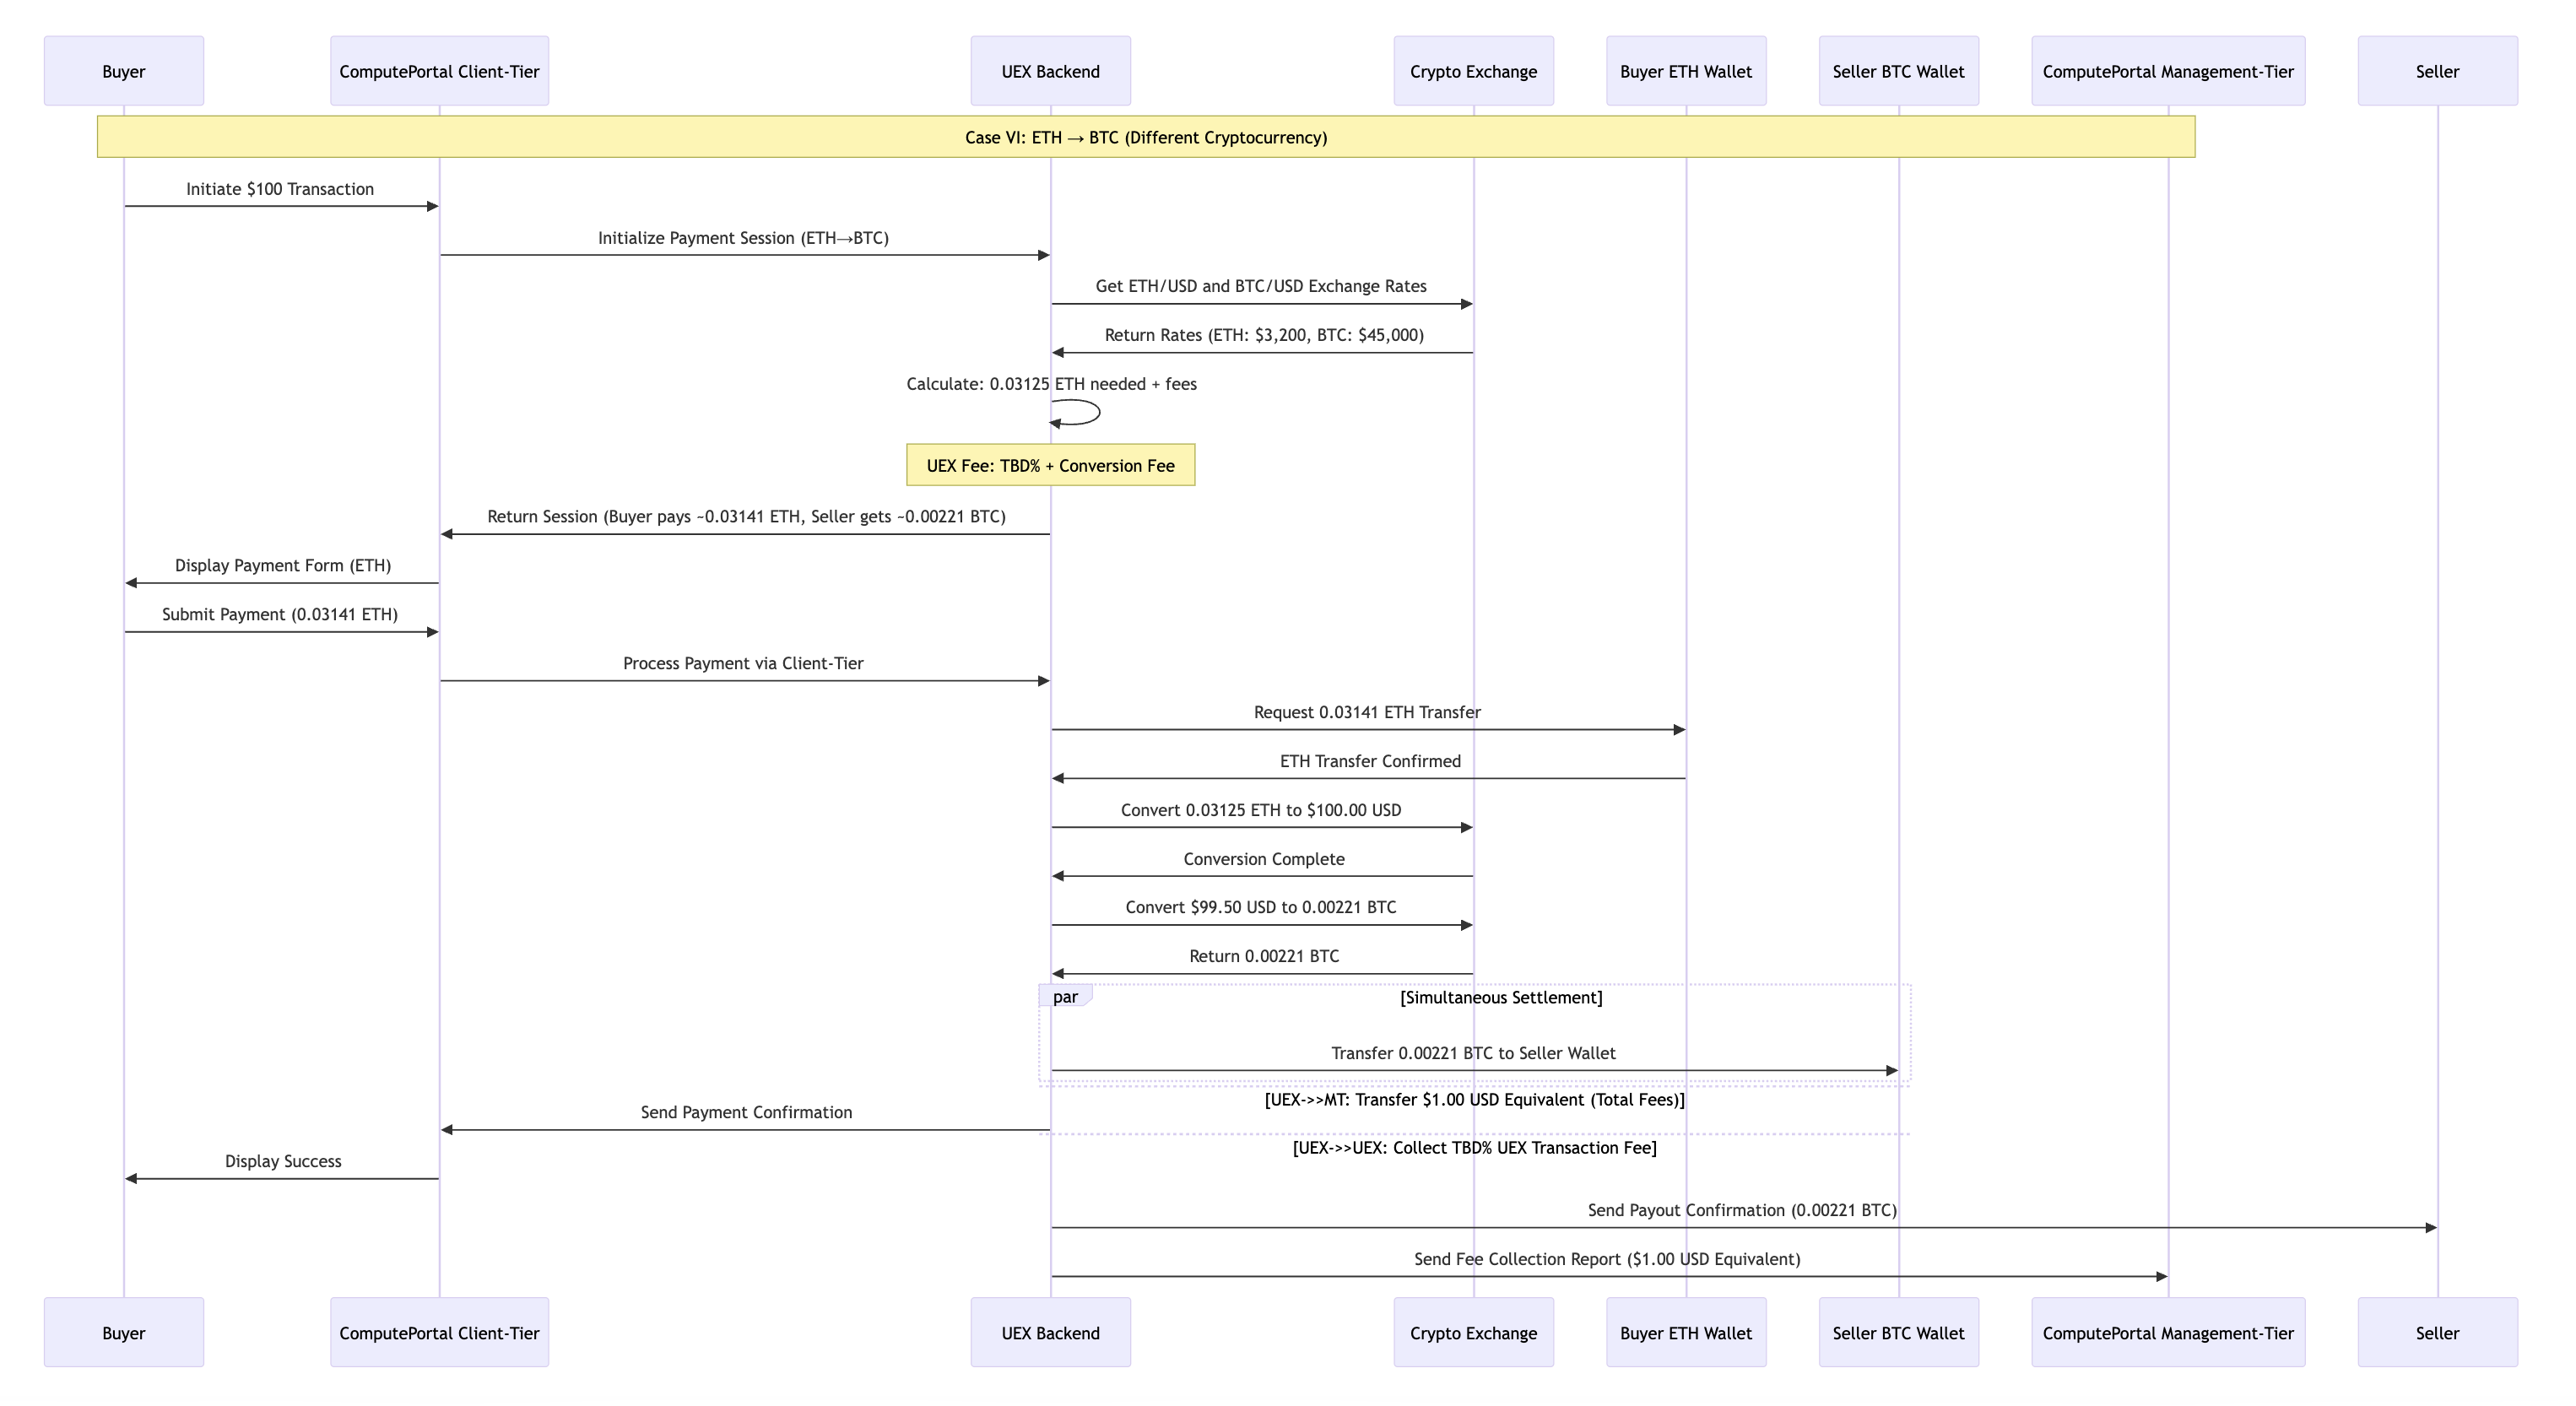 Buyer
ComputePortal Client-Tier
UEX Backend
Crypto Exchange
Buyer ETH Wallet
Seller BTC Wallet
ComputePortal Management-Tier
Seller
Case VI: ETH → BTC (Different Cryptocurrency)
Initiate $100 Transaction
Initialize Payment Session (ETH→BTC)
Get ETH/USD and BTC/USD Exchange Rates
Return Rates (ETH: $3,200, BTC: $45,000)
Calculate: 0.03125 ETH needed + fees
UEX Fee: TBD% + Conversion Fee
Return Session (Buyer pays ~0.03141 ETH, Seller gets ~0.00221 BTC)
Display Payment Form (ETH)
Submit Payment (0.03141 ETH)
Process Payment via Client-Tier
Request 0.03141 ETH Transfer
ETH Transfer Confirmed
Convert 0.03125 ETH to $100.00 USD
Conversion Complete
Convert $99.50 USD to 0.00221 BTC
Return 0.00221 BTC
par
[Simultaneous Settlement]
Transfer 0.00221 BTC to Seller Wallet
[UEX->>MT: Transfer $1.00 USD Equivalent (Total Fees)]
Send Payment Confirmation
[UEX->>UEX: Collect TBD% UEX Transaction Fee]
Display Success
Send Payout Confirmation (0.00221 BTC)
Send Fee Collection Report ($1.00 USD Equivalent)
Buyer
ComputePortal Client-Tier
UEX Backend
Crypto Exchange
Buyer ETH Wallet
Seller BTC Wallet
ComputePortal Management-Tier
Seller